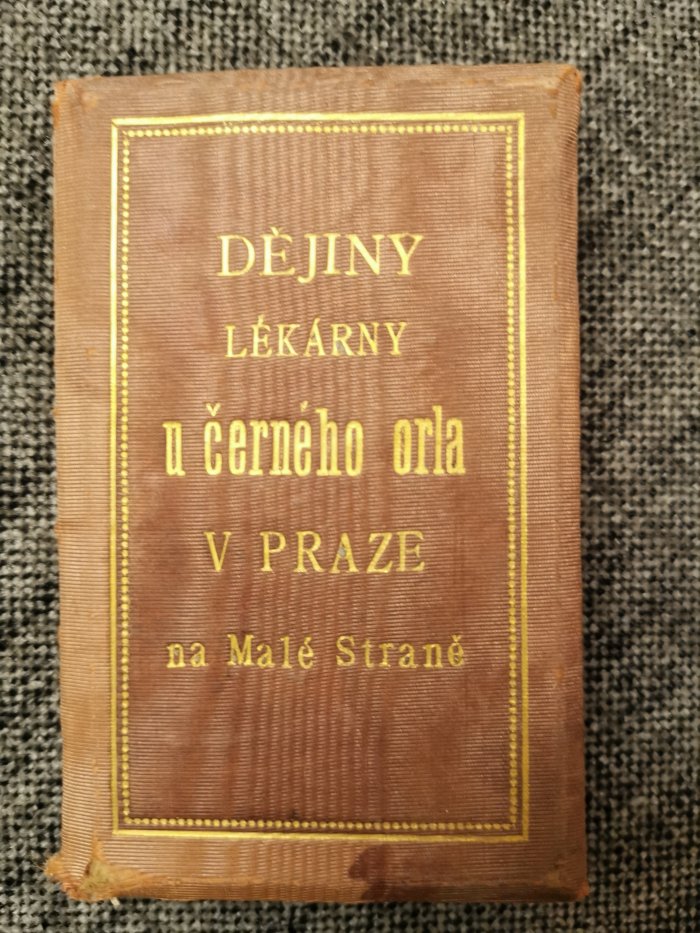 DĚJINY
LÉKÁRNY
u černého orla
V PRAZE
na Malé Straně